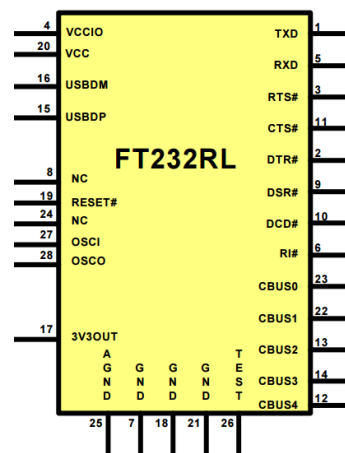 4 VCCIO TXD 1
20 VCC
RXD 5
16 USBDM
RTS# 3
15 USBDP
CTS# 11
FT232RL
DTR# 2
8 NC
DSR# 9
19 RESET#
24 NC
DCD# 10
27 OSCI
28 OSCO
RI# 6
CBUS0 23
CBUS1 22
17 3V3OUT
CBUS2 13
CBUS3 14
CBUS4 12
AGND GND GND GND TEST
25 7 18 21 26